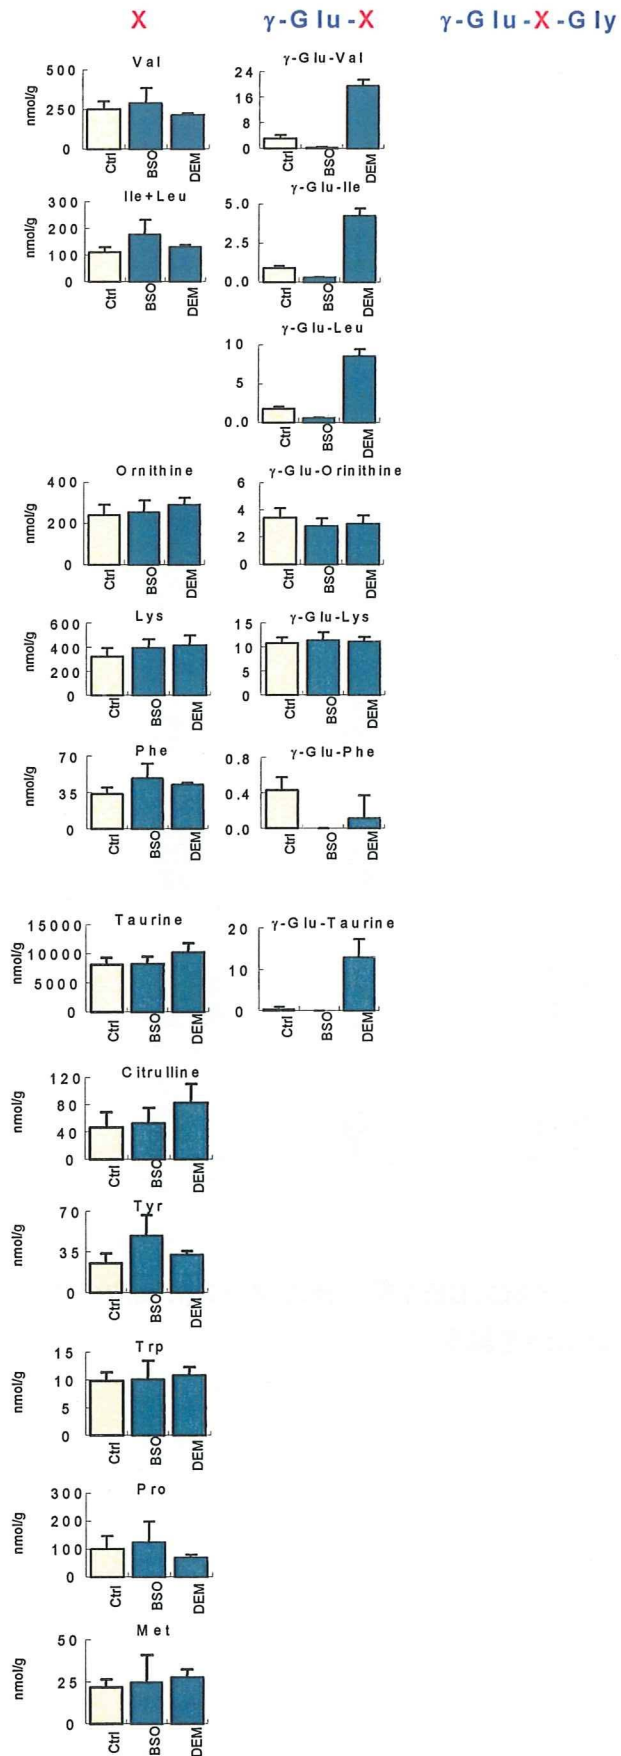 X γ-Glu-X γ-Glu-X-Gly
Val γ-Glu-Val
nmol/g 500 250 0 24 16 8 0
Ctrl BSO DEM Ctrl BSO DEM
Ile+Leu γ-Glu-Ile
nmol/g 300 200 100 0 5.0 2.5 0.0
Ctrl BSO DEM Ctrl BSO DEM
γ-Glu-Leu
10 5 0.0
Ctrl BSO DEM
Ornithine γ-Glu-Orinithine
nmol/g 400 200 0 6 4 2 0
Ctrl BSO DEM Ctrl BSO DEM
Lys γ-Glu-Lys
nmol/g 600 400 200 0 15 10 5 0
Ctrl BSO DEM Ctrl BSO DEM
Phe γ-Glu-Phe
nmol/g 70 35 0 0.8 0.4 0.0
Ctrl BSO DEM Ctrl BSO DEM
Taurine γ-Glu-Taurine
nmol/g 15000 10000 5000 0 20 10 0
Ctrl BSO DEM Ctrl BSO DEM
Citrulline
nmol/g 120 80 40 0
Ctrl BSO DEM
Tyr
nmol/g 70 35 0
Ctrl BSO DEM
Trp
nmol/g 15 10 5 0
Ctrl BSO DEM
Pro
nmol/g 300 200 100 0
Ctrl BSO DEM
Met
nmol/g 50 25 0
Ctrl BSO DEM